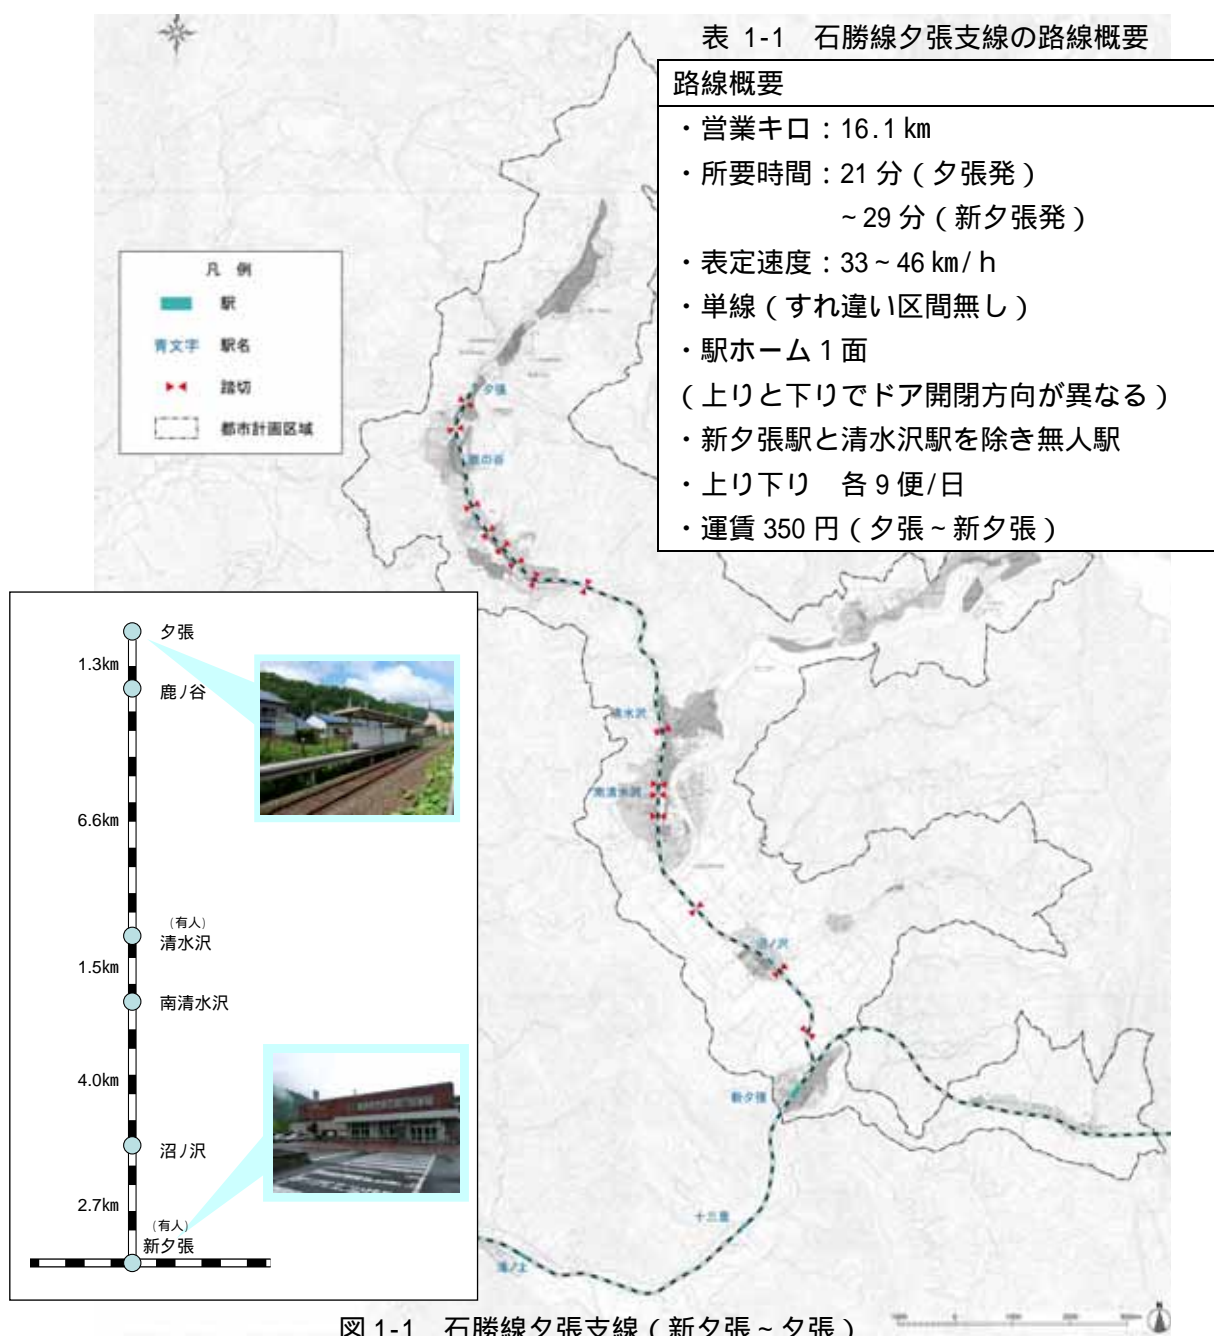 表 1-1　石勝線夕張支線の路線概要
路線概要
・営業キロ：16.1 km
・所要時間：21 分（夕張発）
～29 分（新夕張発）
・表定速度：33～46 km/ｈ
・単線（すれ違い区間無し）
・駅ホーム 1 面
（上りと下りでドア開閉方向が異なる）
・新夕張駅と清水沢駅を除き無人駅
・上り下り　各 9 便/日
・運賃 350 円（夕張～新夕張）
凡 例
駅
青文字 駅名
踏切
都市計画区域
夕張
鹿の谷
清水沢
南清水沢
沼ノ沢
新夕張
十三里
滝ノ上
夕張
1.3km
鹿ノ谷
6.6km
(有人)
清水沢
1.5km
南清水沢
4.0km
沼ノ沢
2.7km
(有人)
新夕張
図 1-1　石勝線夕張支線（新夕張～夕張）